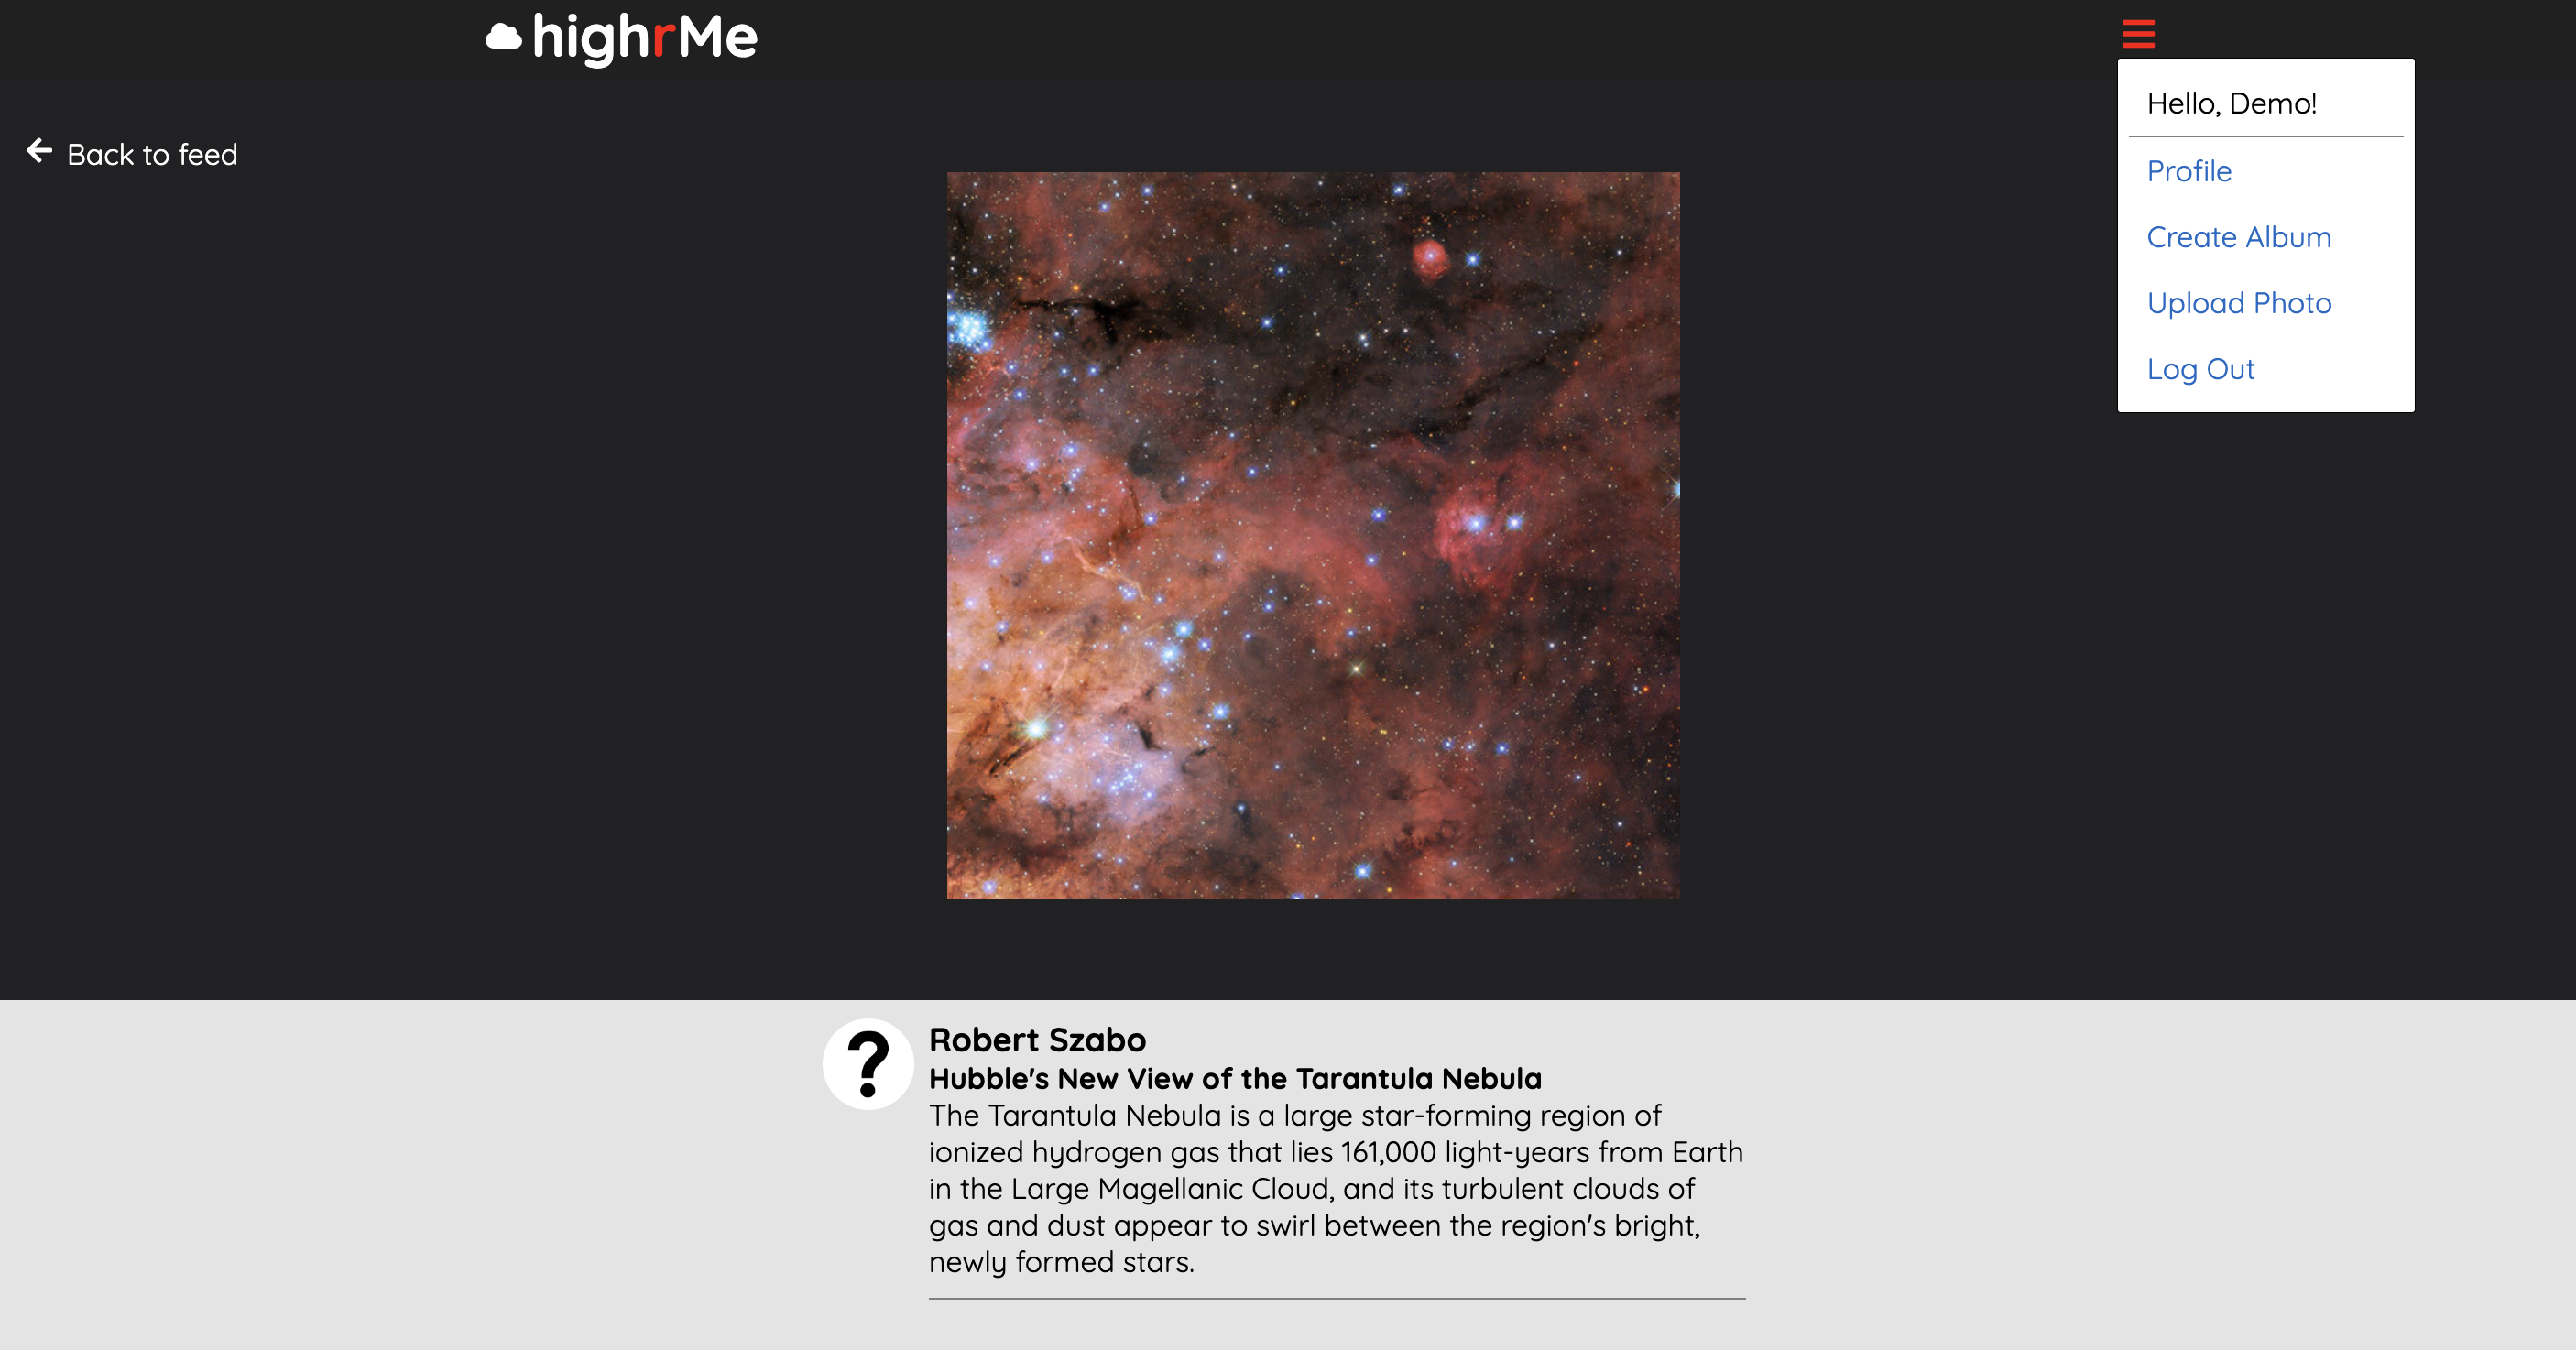 highrMe
Hello, Demo!
Back to feed
Profile
Create Album
Upload Photo
Log Out
?
Robert Szabo
Hubble's New View of the Tarantula Nebula
The Tarantula Nebula is a large star-forming region of
ionized hydrogen gas that lies 161,000 light-years from Earth
in the Large Magellanic Cloud, and its turbulent clouds of
gas and dust appear to swirl between the region's bright,
newly formed stars.